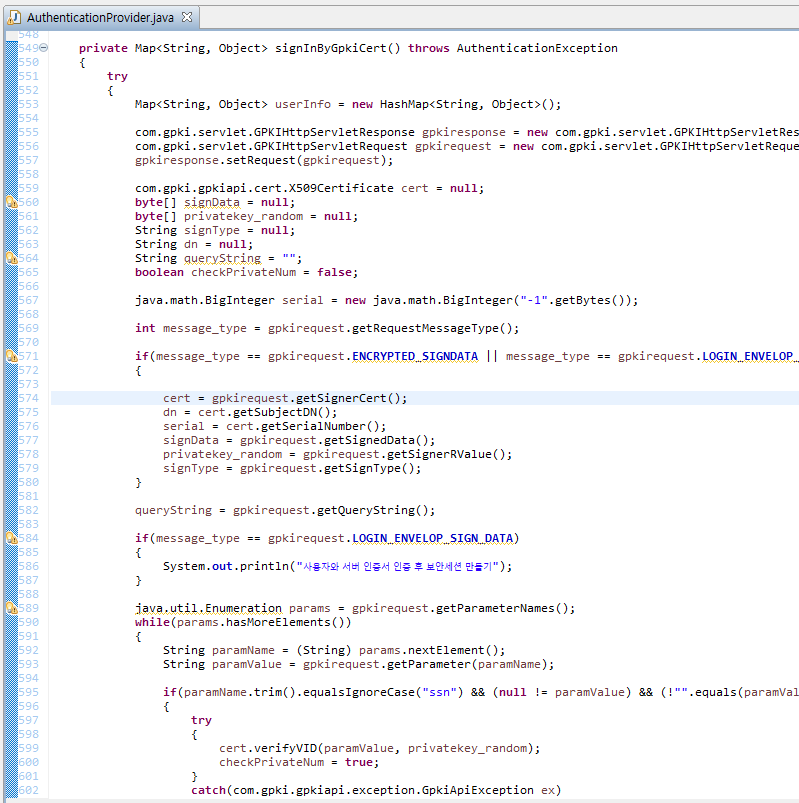 AuthenticationProvider.java
548
549 private Map<String, Object> signInByGpkiCert() throws AuthenticationException
550 {
551 try
552 {
553 Map<String, Object> userInfo = new HashMap<String, Object>();
554
555 com.gpki.servlet.GPKIHttpServletResponse gpkiresponse = new com.gpki.servlet.GPKIHttpServletRes
556 com.gpki.servlet.GPKIHttpServletRequest gpkirequest = new com.gpki.servlet.GPKIHttpServletReque
557 gpkiresponse.setRequest(gpkirequest);
558
559 com.gpki.gpkiapi.cert.X509Certificate cert = null;
560 byte[] signData = null;
561 byte[] privatekey_random = null;
562 String signType = null;
563 String dn = null;
564 String queryString = "";
565 boolean checkPrivateNum = false;
566
567 java.math.BigInteger serial = new java.math.BigInteger("-1".getBytes());
568
569 int message_type = gpkirequest.getRequestMessageType();
570
571 if(message_type == gpkirequest.ENCRYPTED_SIGNDATA || message_type == gpkirequest.LOGIN_ENVELOP_
572 {
573
574 cert = gpkirequest.getSignerCert();
575 dn = cert.getSubjectDN();
576 serial = cert.getSerialNumber();
577 signData = gpkirequest.getSignedData();
578 privatekey_random = gpkirequest.getSignerRValue();
579 signType = gpkirequest.getSignType();
580 }
581
582 queryString = gpkirequest.getQueryString();
583
584 if(message_type == gpkirequest.LOGIN_ENVELOP_SIGN_DATA)
585 {
586 System.out.println("사용자와 서버 인증서 인증 후 보안세션 만들기");
587 }
588
589 java.util.Enumeration params = gpkirequest.getParameterNames();
590 while(params.hasMoreElements())
591 {
592 String paramName = (String) params.nextElement();
593 String paramValue = gpkirequest.getParameter(paramName);
594
595 if(paramName.trim().equalsIgnoreCase("ssn") && (null != paramValue) && (!"".equals(paramVal
596 {
597 try
598 {
599 cert.verifyVID(paramValue, privatekey_random);
600 checkPrivateNum = true;
601 }
602 catch(com.gpki.gpkiapi.exception.GpkiApiException ex)